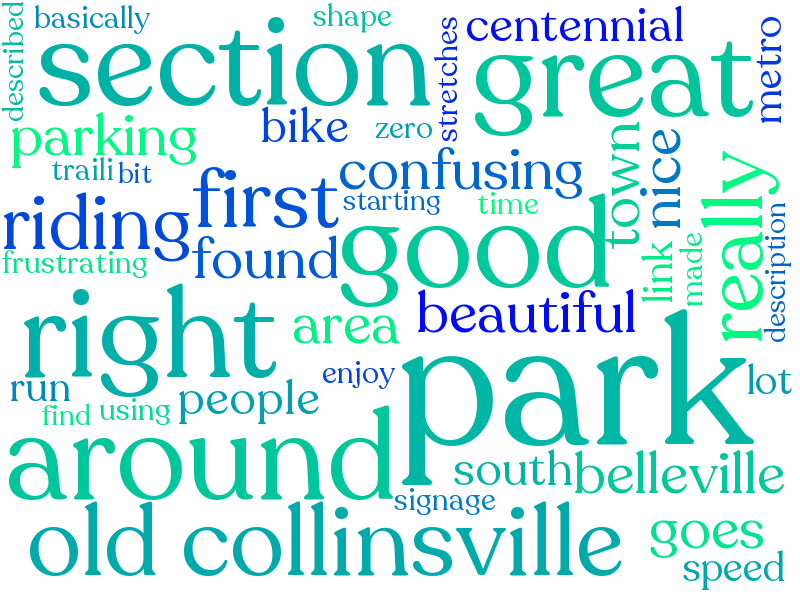 described
basically
shape
section
stretches
centennial
great
metro
parking
bike
zero
traili
bit
confusing
town
nice
really
riding
first
starting
time
found
good
frustrating
link
made
description
right
area
beautiful
park
run
people
enjoy
lot
find
using
around
south
belleville
signage
old collinsville
goes
speed